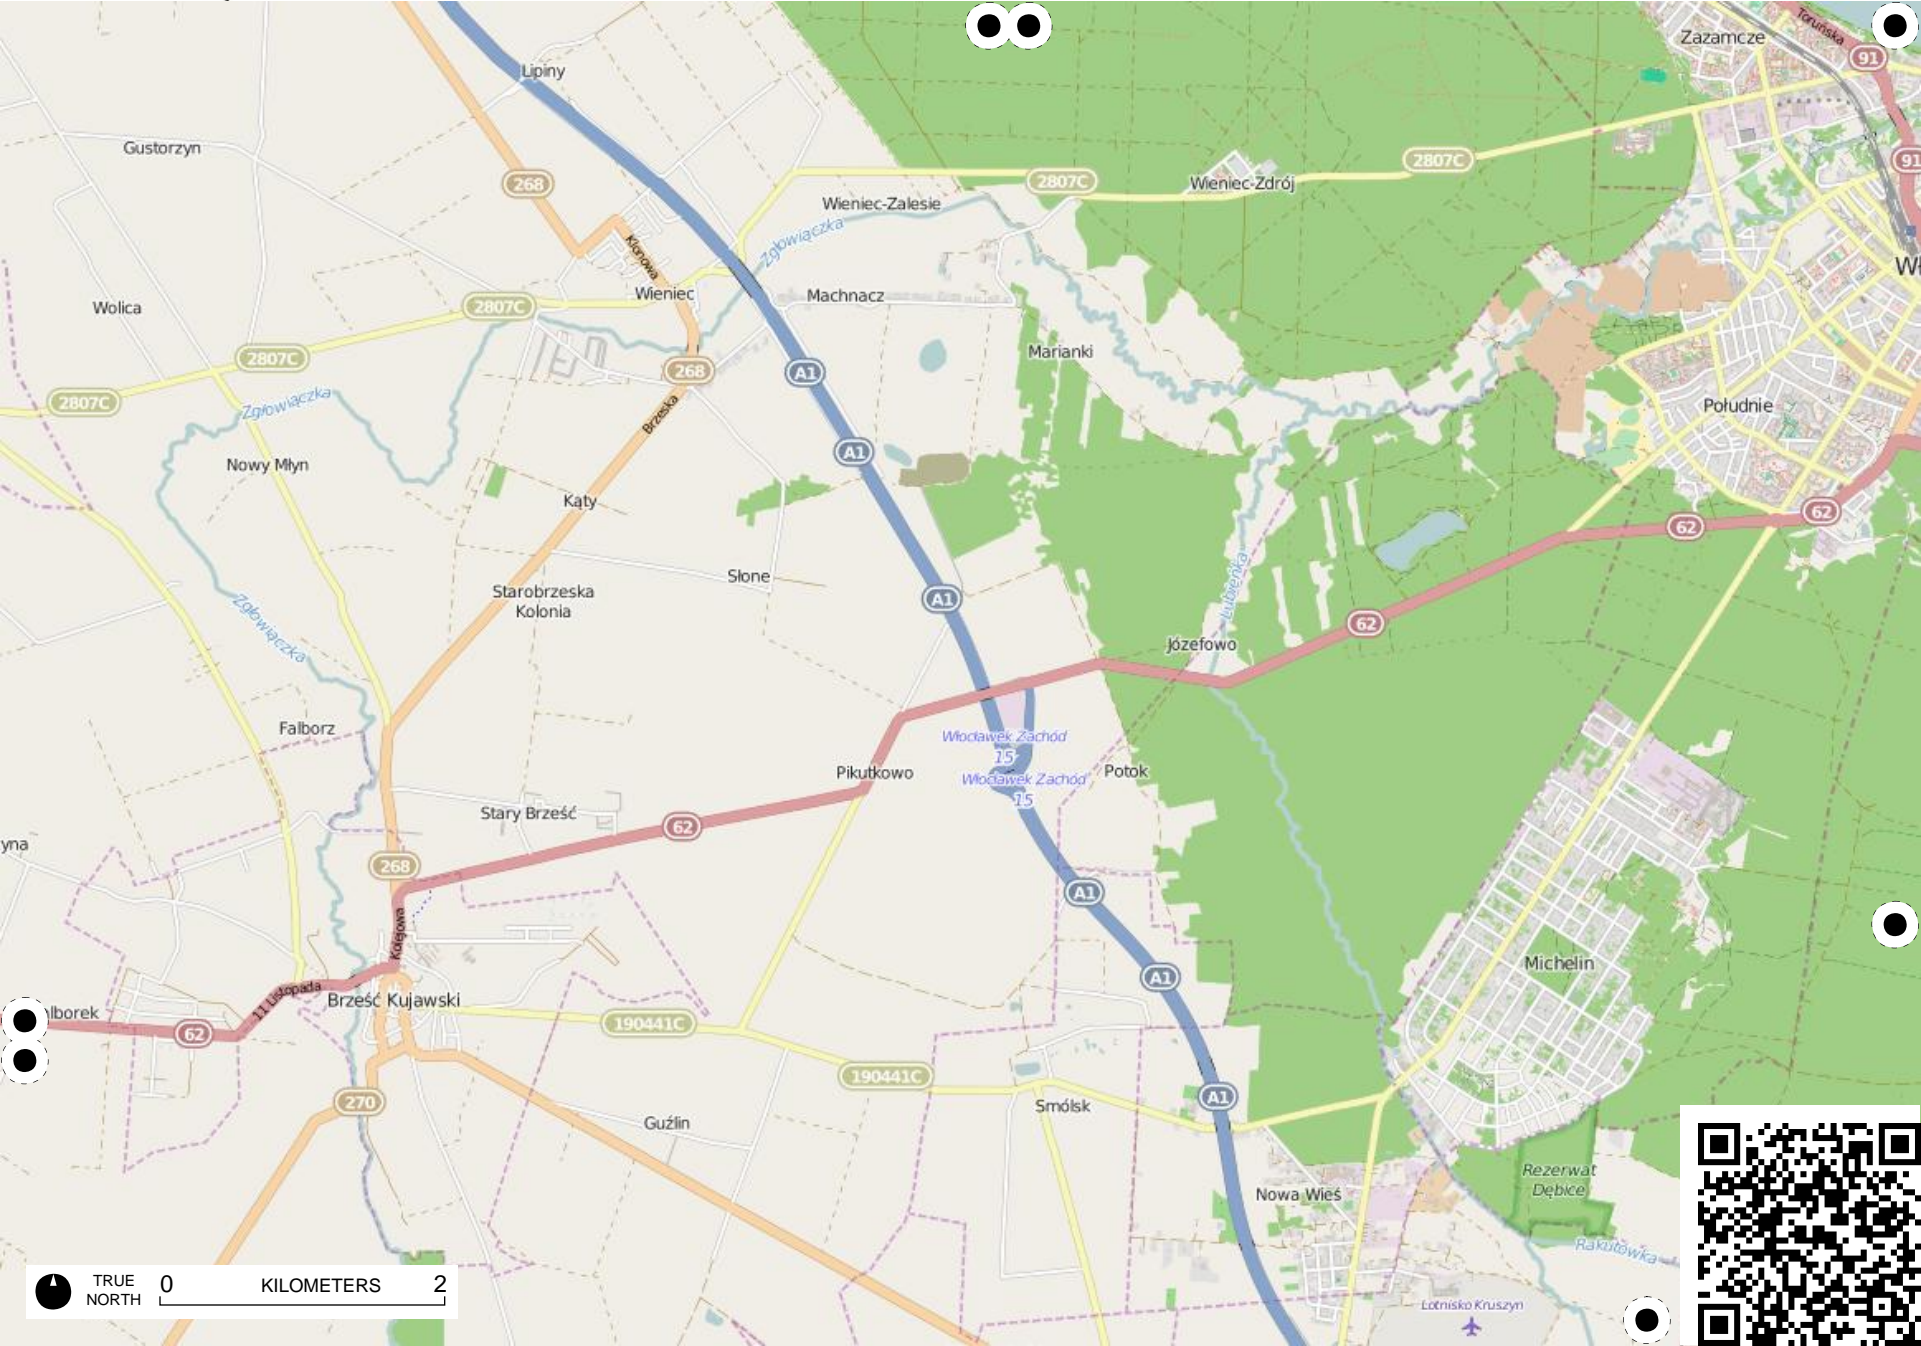 Lipiny
Zazamcze
Toruńska
91
Gustorzyn
268
2807C
2807C
Wieniec-Zdrój
91
Wieniec-Zalesie
Zgłowiączka
Klonowa
Wieniec
Machnacz
Wł
Wolica
2807C
2807C
268
A1
Marianki
2807C
Zgłowiączka
Brzeska
Południe
A1
Nowy Młyn
Kąty
62
62
Słone
Starobrzeska
Kolonia
A1
Lubieńka
62
Zgłowiączka
Józefowo
Falborz
Włocławek Zachód
15
Włocławek Zachód
15
Pikutkowo
Potok
Stary Brześć
62
yna
268
A1
Kolejowa
A1
Michelin
11 Listopada
Brześć Kujawski
lborek
62
190441C
190441C
270
Smólsk
A1
Guźlin
Rezerwat
Dębice
Nowa Wieś
Rakutówka
Lotnisko Kruszyn
TRUE
NORTH
0 KILOMETERS 2